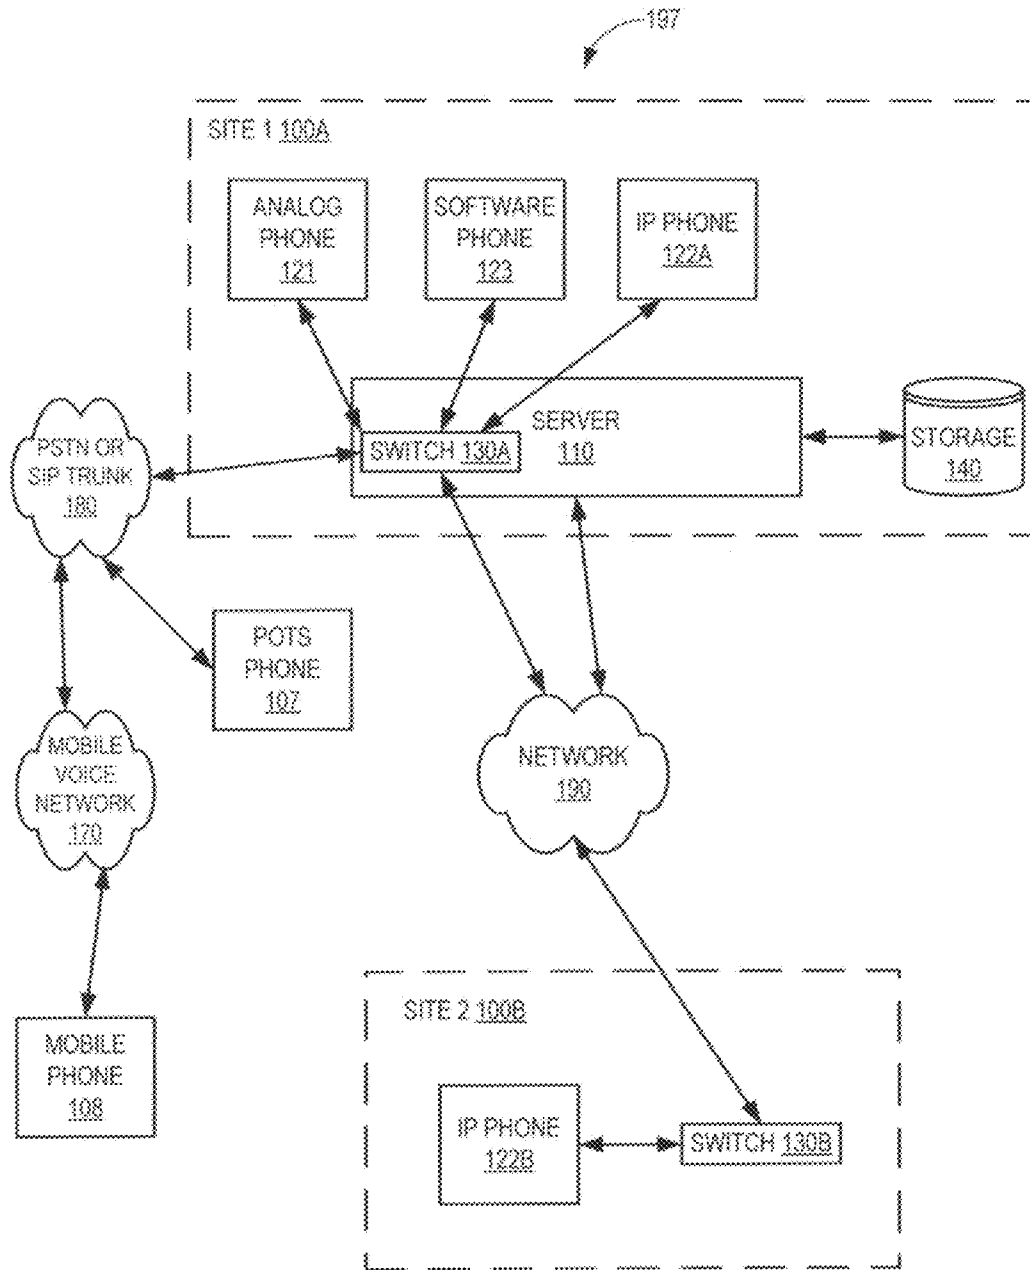 197
SITE 1 100A
ANALOG
PHONE
121
SOFTWARE
PHONE
123
IP PHONE
122A
SERVER
110
SWITCH 130A
STORAGE
140
PSTN OR
SIP TRUNK
180
POTS
PHONE
107
MOBILE
VOICE
NETWORK
170
NETWORK
190
MOBILE
PHONE
108
SITE 2 100B
IP PHONE
122B
SWITCH 130B